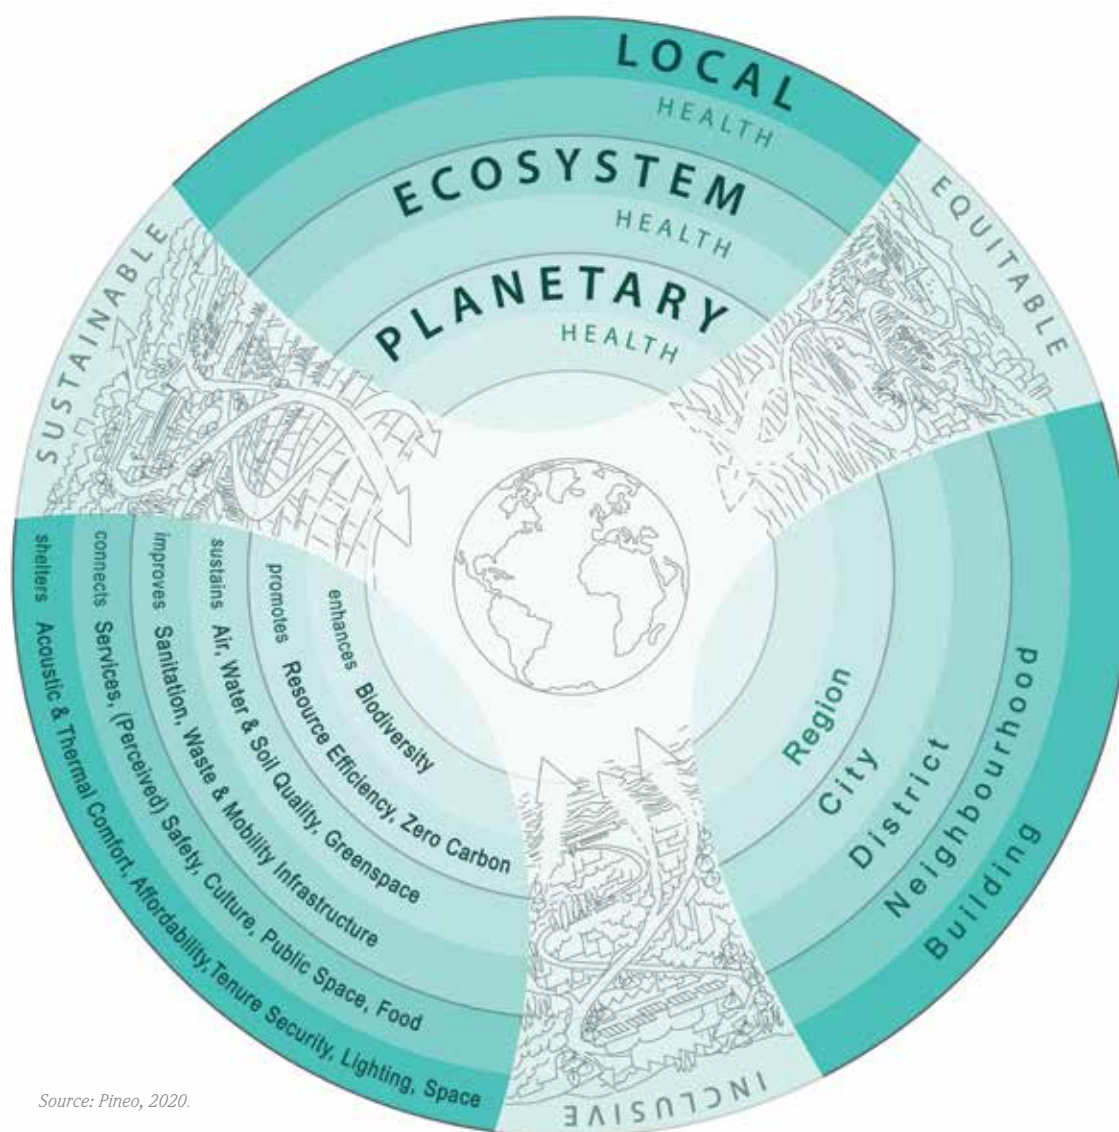 LOCAL
HEALTH
ECOSYSTEM
HEALTH
PLANETARY
HEALTH
SUSTAINABLE
EQUITABLE
INCLUSIVE
shelters Acoustic & Thermal Comfort, Affordability, Tenure Security, Lighting, Space
connects Services, (Perceived) Safety, Culture, Public Space, Food
improves Sanitation, Waste & Mobility Infrastructure
sustains Air, Water & Soil Quality, Greenspace
promotes Resource Efficiency, Zero Carbon
enhances Biodiversity
Region
City
District
Neighbourhood
Building
Source: Pineo, 2020.